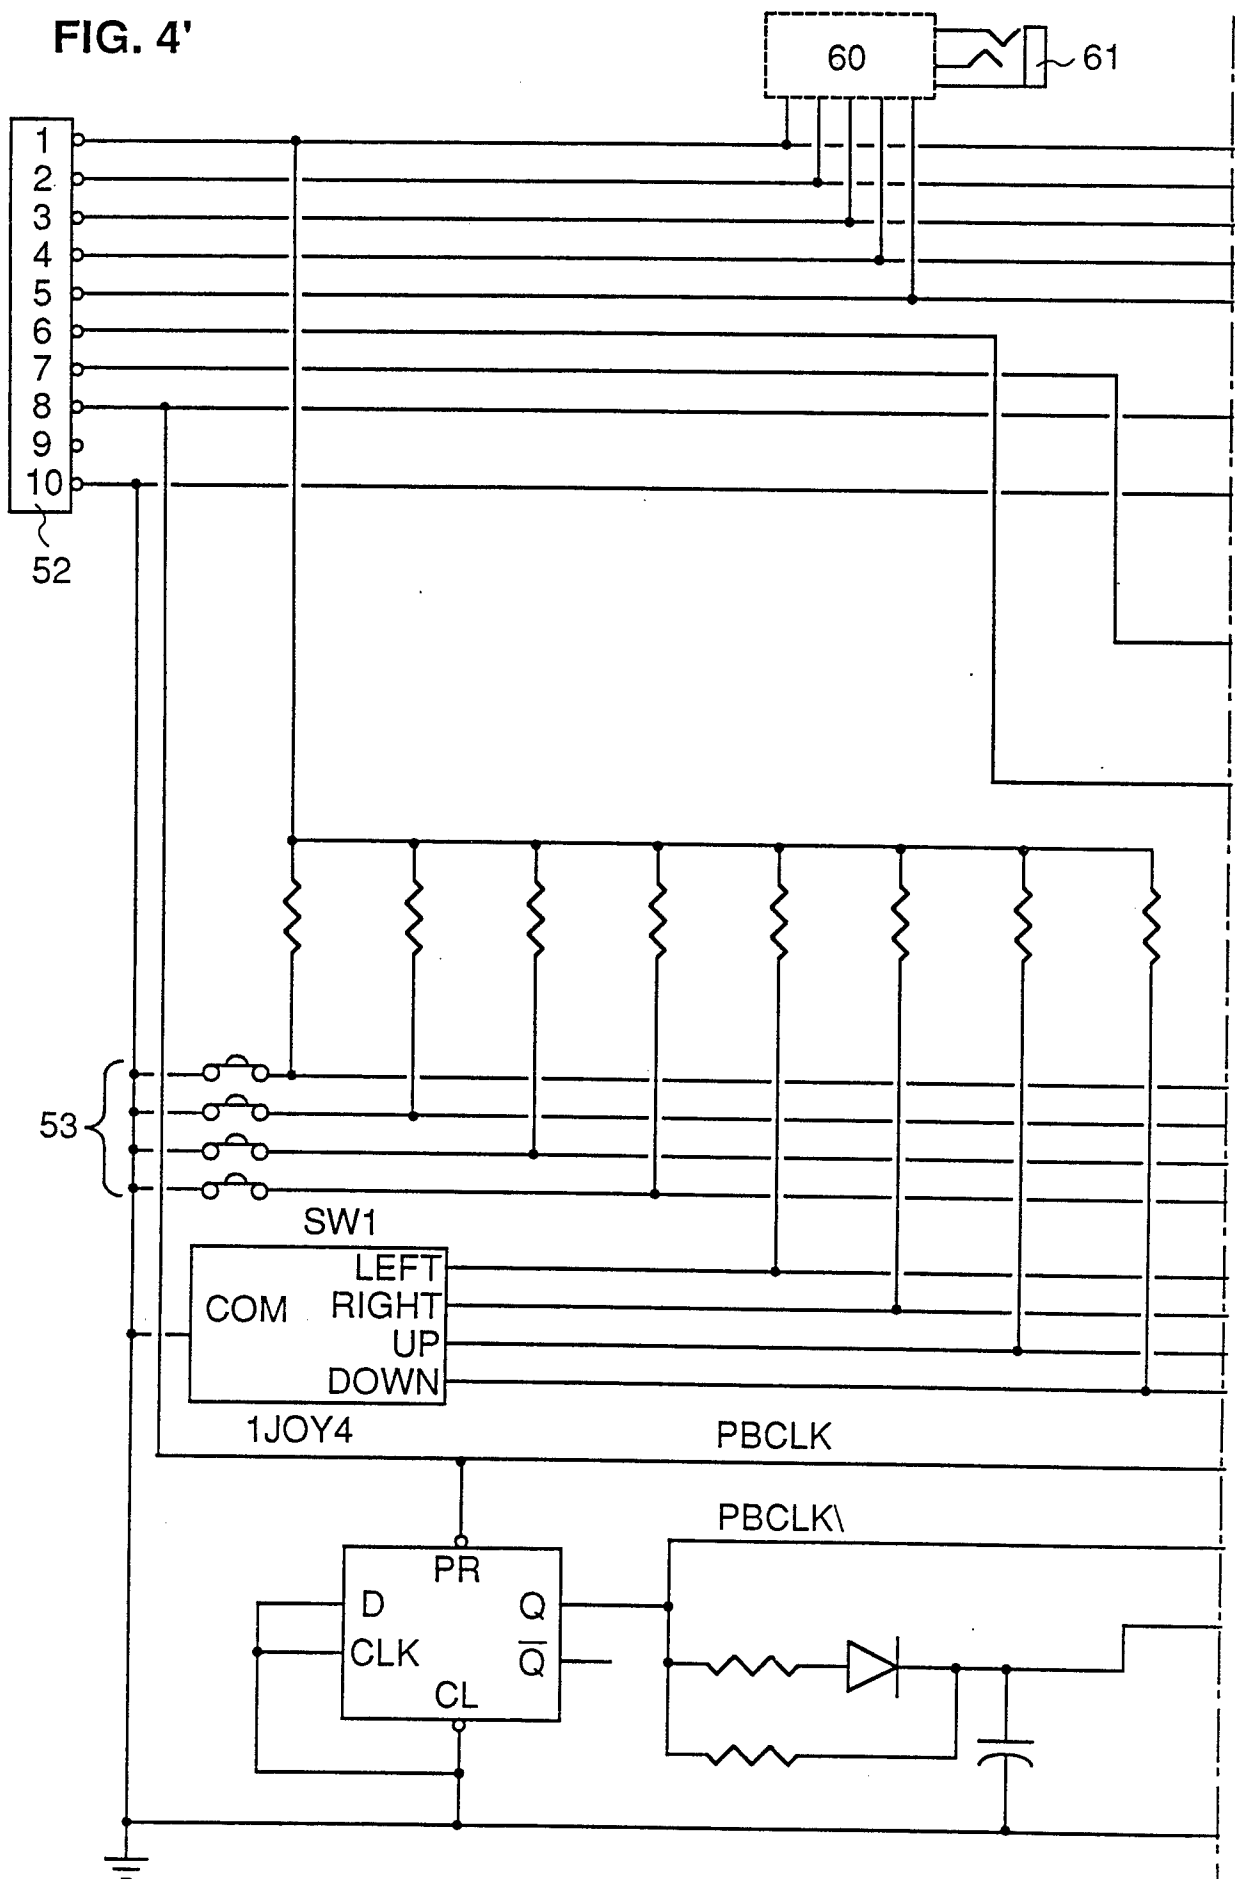 FIG. 4'
60
61
1
2
3
4
5
6
7
8
9
10
52
53
SW1
LEFT
COM
RIGHT
UP
DOWN
1JOY4
PBCLK
PBCLK\
PR
D
Q
CLK
Q̅
CL